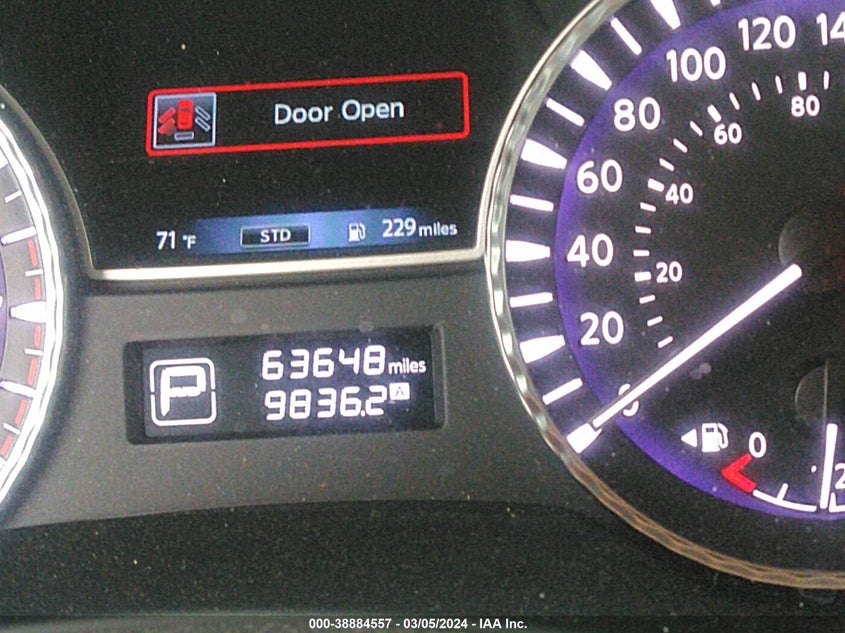 Door Open
71 °F STD 229 miles
P
63648 miles
9836.2 A
0 20 40 60 80 100 120 14
20 40 60 80
0
000-38884557 - 03/05/2024 - IAA Inc.